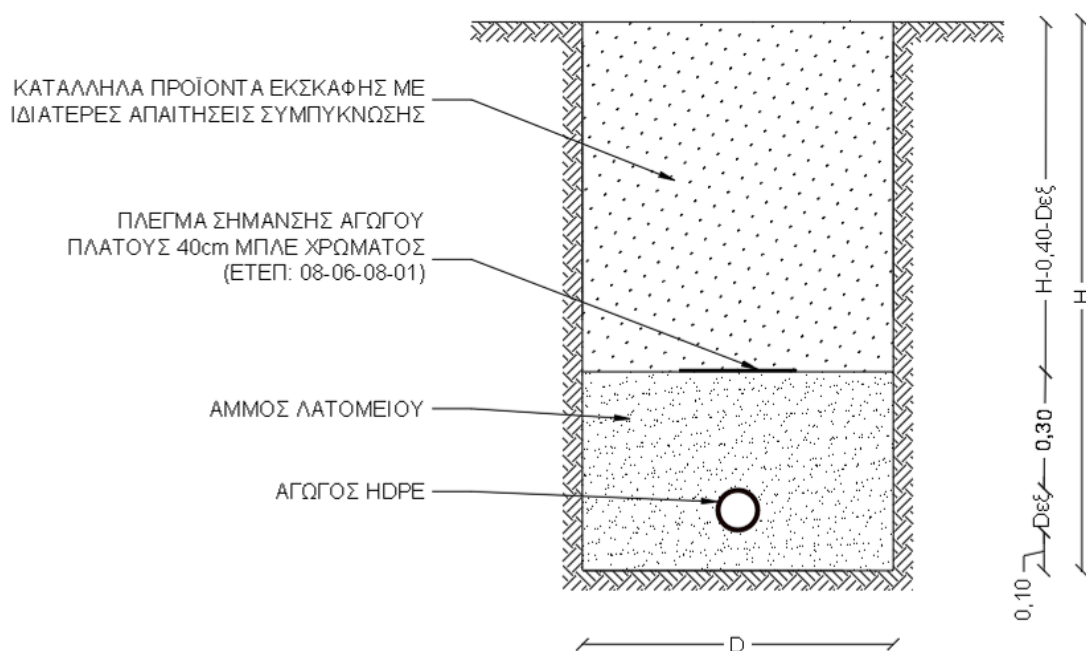 ΚΑΤΑΛΛΗΛΑ ΠΡΟΪΟΝΤΑ ΕΚΣΚΑΦΗΣ ΜΕ
ΙΔΙΑΤΕΡΕΣ ΑΠΑΙΤΗΣΕΙΣ ΣΥΜΠΥΚΝΩΣΗΣ
ΠΛΕΓΜΑ ΣΗΜΑΝΣΗΣ ΑΓΩΓΟΥ
ΠΛΑΤΟΥΣ 40cm ΜΠΛΕ ΧΡΩΜΑΤΟΣ
(ΕΤΕΠ: 08-06-08-01)
ΑΜΜΟΣ ΛΑΤΟΜΕΙΟΥ
ΑΓΩΓΟΣ HDPE
H-0,40-Dεξ
H
0,30
Dεξ
0,10
D